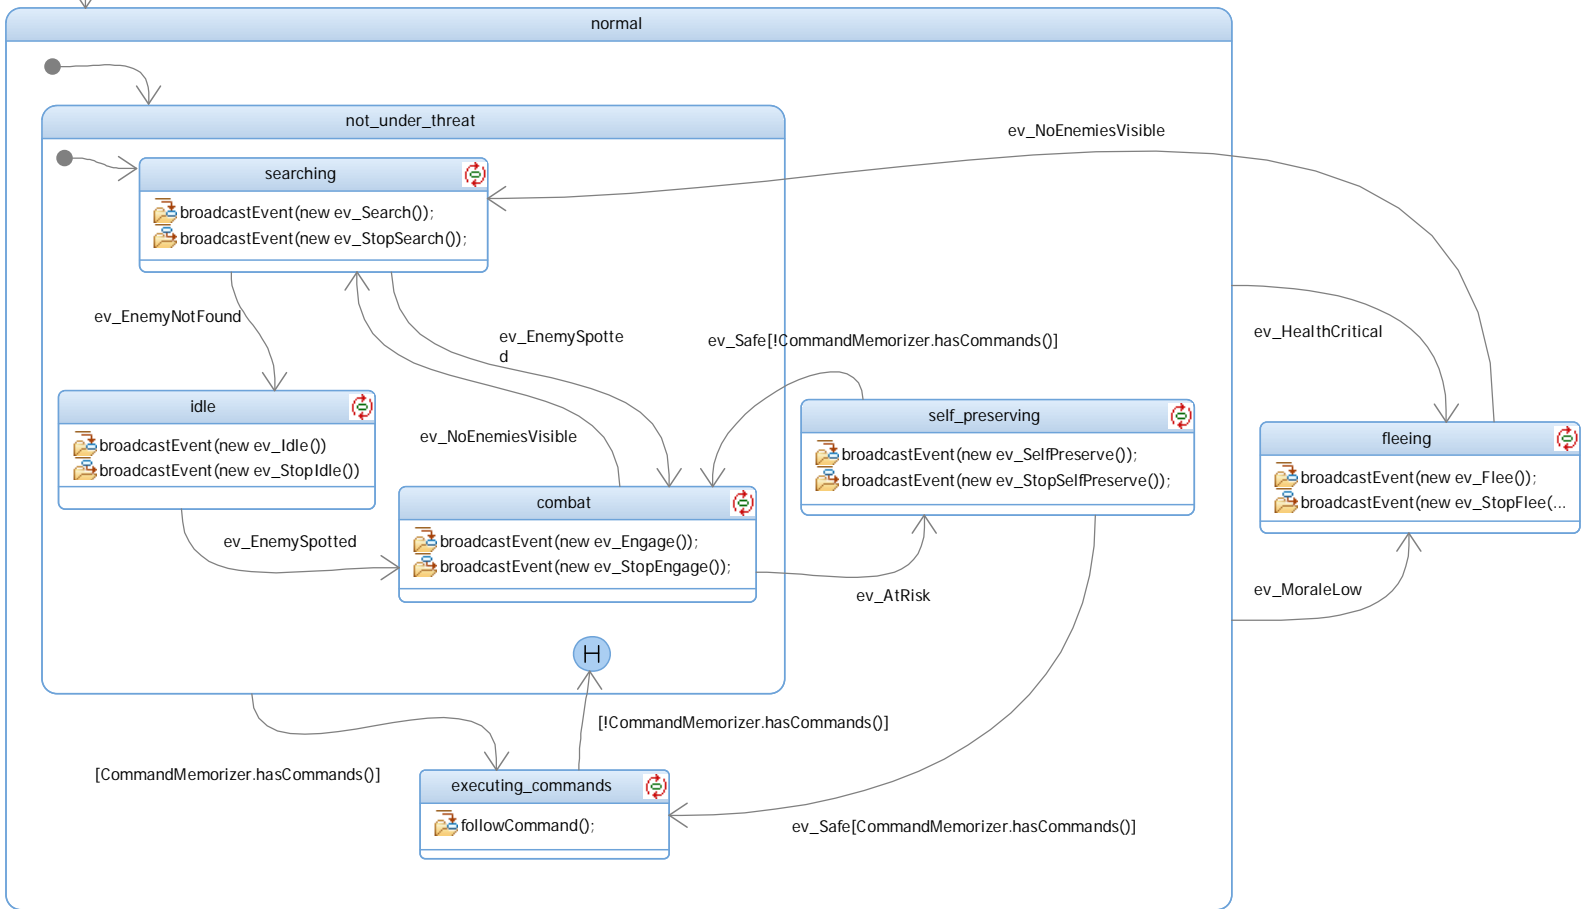 normal
not_under_threat
ev_NoEnemiesVisible
searching
broadcastEvent(new ev_Search());
broadcastEvent(new ev_StopSearch());
ev_EnemyNotFound
ev_EnemySpotte
d
ev_Safe[!CommandMemorizer.hasCommands()]
ev_HealthCritical
idle
broadcastEvent(new ev_Idle())
broadcastEvent(new ev_StopIdle())
ev_NoEnemiesVisible
self_preserving
broadcastEvent(new ev_SelfPreserve());
broadcastEvent(new ev_StopSelfPreserve());
fleeing
broadcastEvent(new ev_Flee());
broadcastEvent(new ev_StopFlee(...
combat
broadcastEvent(new ev_Engage());
broadcastEvent(new ev_StopEngage());
ev_EnemySpotted
ev_AtRisk
ev_MoraleLow
H
[!CommandMemorizer.hasCommands()]
[CommandMemorizer.hasCommands()]
executing_commands
followCommand();
ev_Safe[CommandMemorizer.hasCommands()]